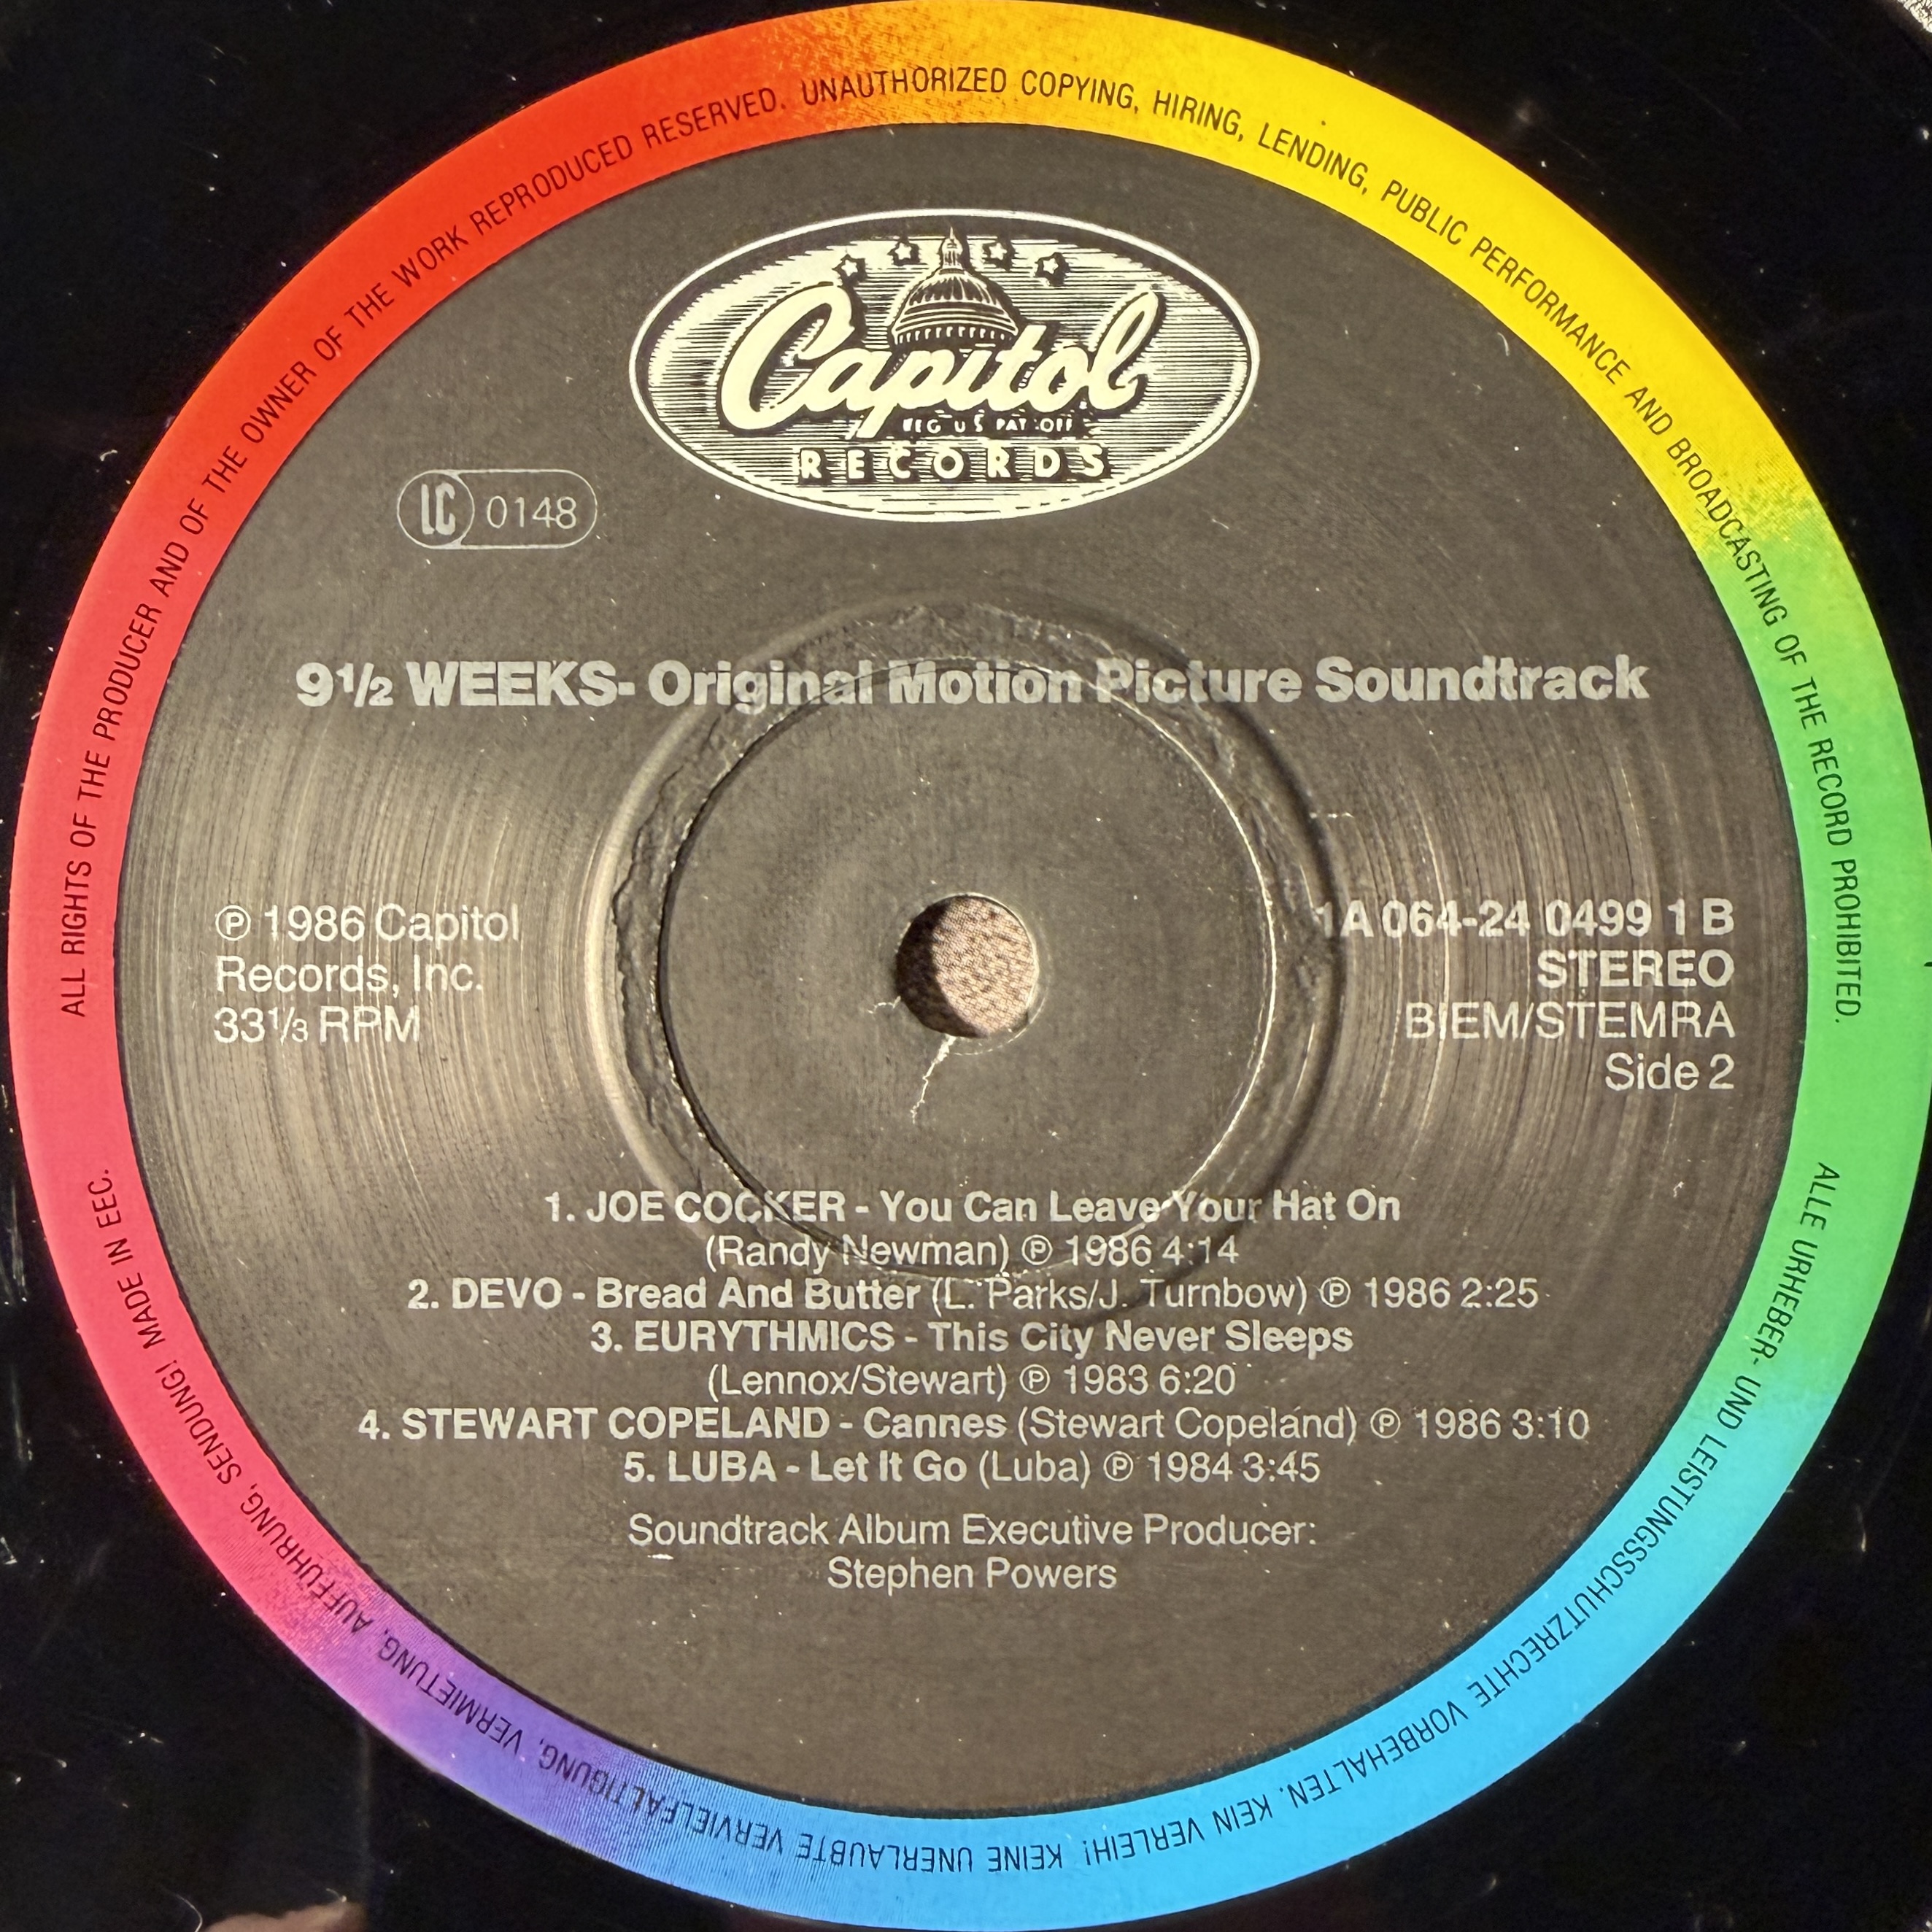 ALL RIGHTS OF THE PRODUCER AND OF THE OWNER OF THE WORK REPRODUCED RESERVED. UNAUTHORIZED COPYING, HIRING, LENDING, PUBLIC PERFORMANCE AND BROADCASTING OF THE RECORD PROHIBITED.
Capitol
REG US PAT OFF
RECORDS
LC 0148
9½ WEEKS- Original Motion Picture Soundtrack
℗ 1986 Capitol
Records, Inc.
33⅓ RPM
1A 064-24 0499 1 B
STEREO
BIEM/STEMRA
Side 2
1. JOE COCKER - You Can Leave Your Hat On
(Randy Newman) ℗ 1986 4:14
2. DEVO - Bread And Butter (L. Parks/J. Turnbow) ℗ 1986 2:25
3. EURYTHMICS - This City Never Sleeps
(Lennox/Stewart) ℗ 1983 6:20
4. STEWART COPELAND - Cannes (Stewart Copeland) ℗ 1986 3:10
5. LUBA - Let It Go (Luba) ℗ 1984 3:45
Soundtrack Album Executive Producer:
Stephen Powers
ALLE URHEBER- UND LEISTUNGSSCHUTZRECHTE VORBEHALTEN. KEIN VERLEIH! KEINE UNERLAUBTE VERVIELFÄLTIGUNG, VERMIETUNG, AUFFÜHRUNG, SENDUNG! MADE IN EEC.